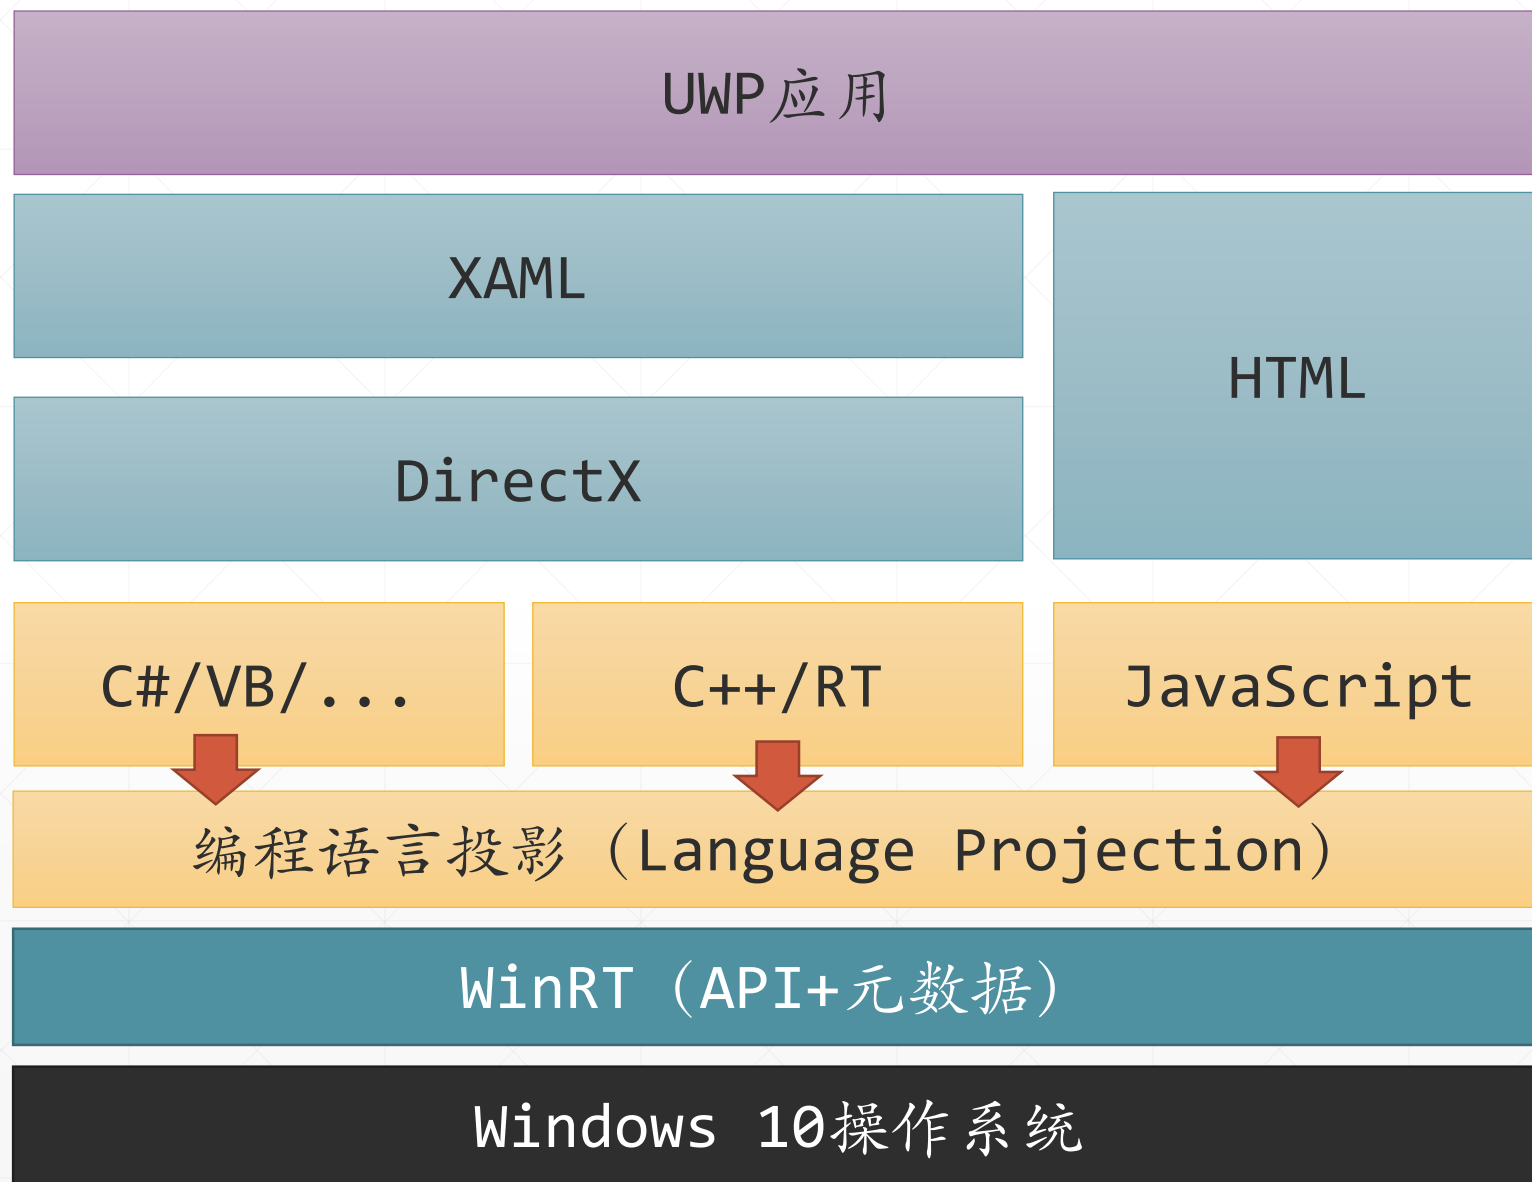 UWP应用
XAML
HTML
DirectX
C#/VB/...
C++/RT
JavaScript
编程语言投影（Language Projection）
WinRT（API+元数据）
Windows 10操作系统